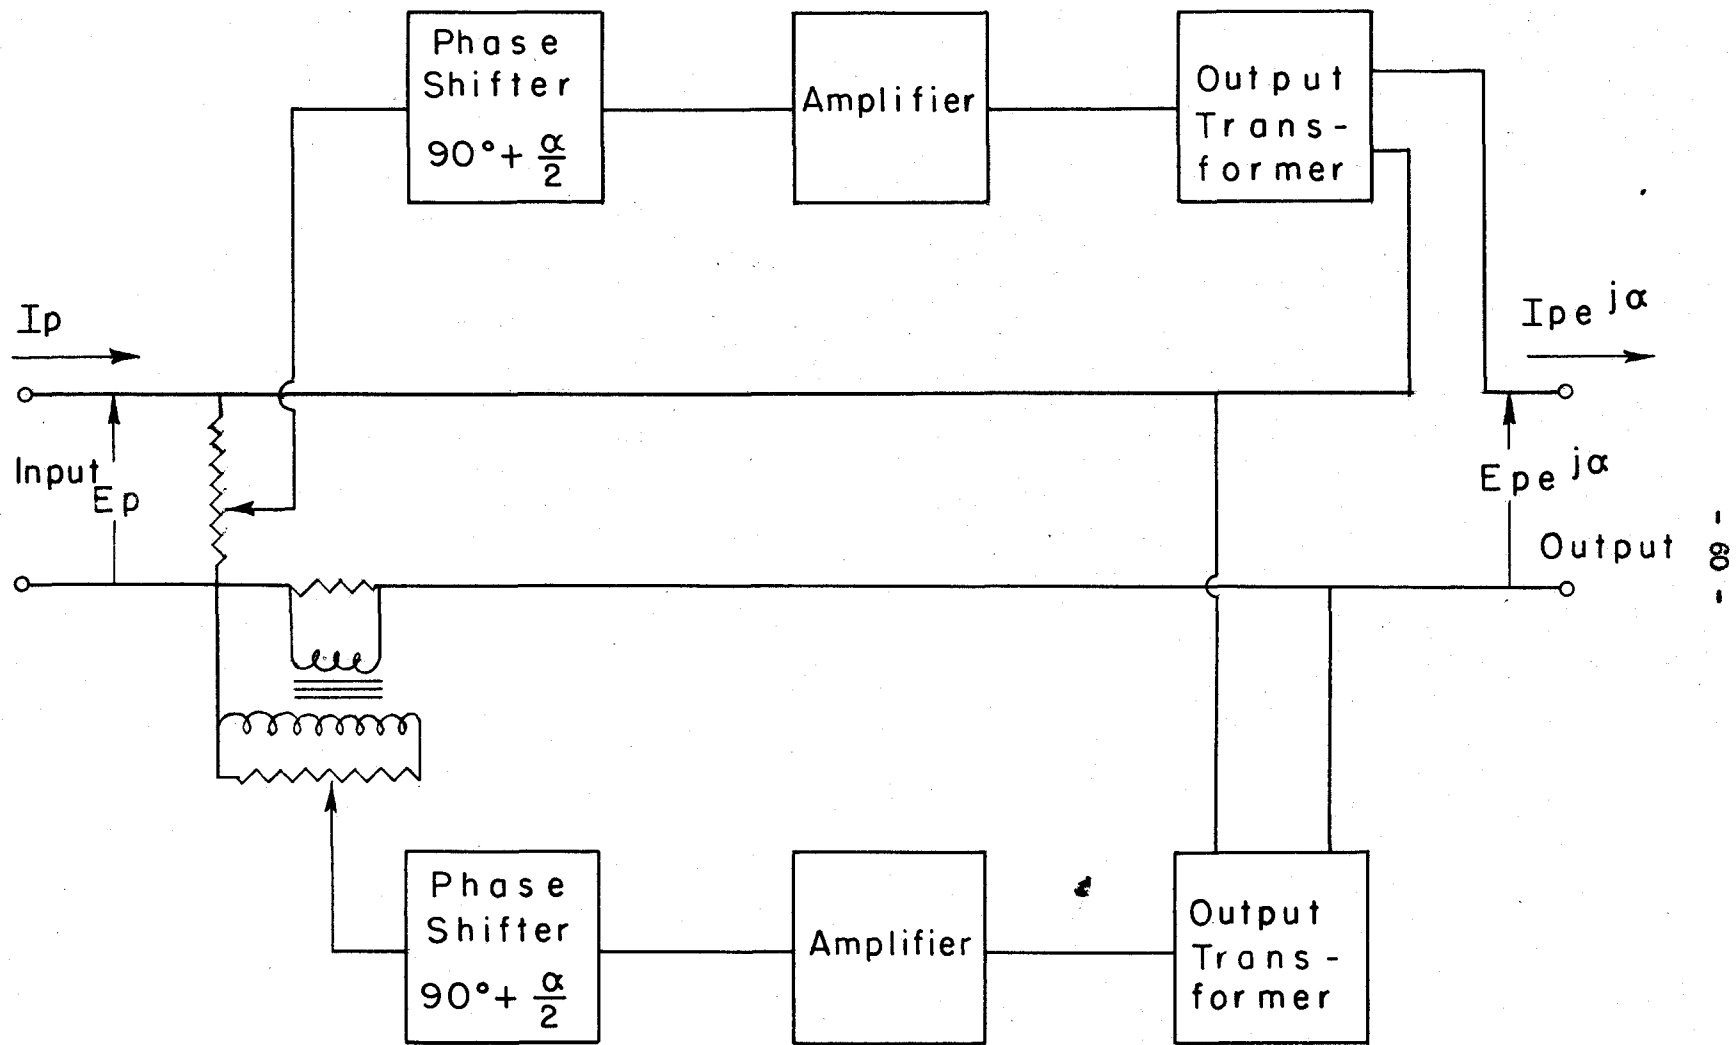 Phase
Shifter
90° + α/2
Amplifier
Output
Trans-
former
Ip
Ipe jα
Input
Ep
Epe jα
Output
- 60 -
Phase
Shifter
90° + α/2
Amplifier
Output
Trans-
former